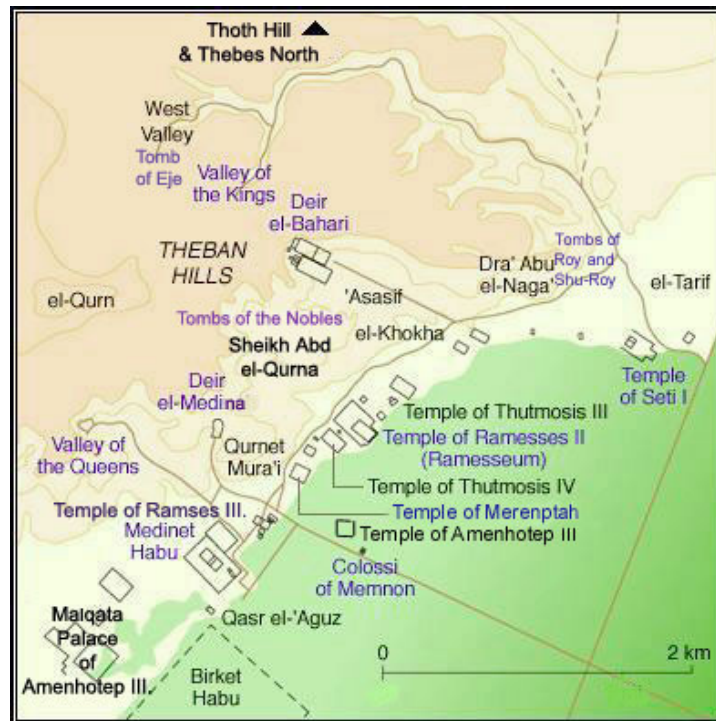 Thoth Hill
& Thebes North
West
Valley
Tomb
of Eje
Valley of
the Kings
Deir
el-Bahari
THEBAN
HILLS
Dra' Abu
el-Naga'
Tombs of
Roy and
Shu-Roy
el-Tarif
el-Qurn
'Asasif
Tombs of the Nobles
el-Khokha
Sheikh Abd
el-Qurna
Temple
of Seti I
Deir
el-Medina
Temple of Thutmosis III
Valley of
the Queens
Qurnet
Mura'i
Temple of Ramesses II
(Ramesseum)
Temple of Thutmosis IV
Temple of Ramses III.
Medinet
Habu
Temple of Merenptah
Temple of Amenhotep III
Colossi
of Memnon
Malqata
Palace
of
Amenhotep III.
Qasr el-'Aguz
Birket
Habu
0
2 km